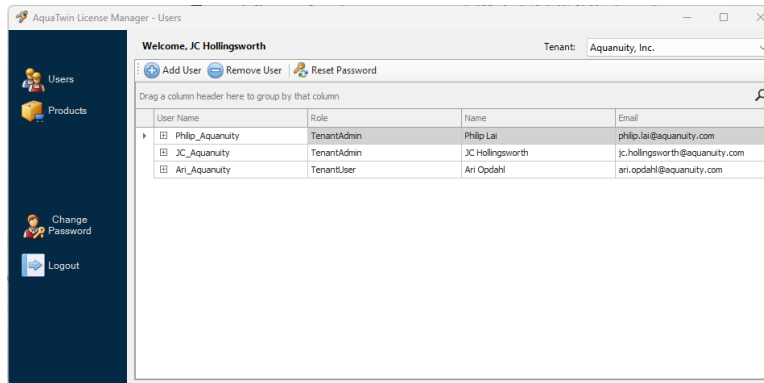 AquaTwin License Manager - Users
Welcome, JC Hollingsworth
Tenant: Aquanuity, Inc.
Users
Products
Change
Password
Logout
Add User Remove User Reset Password
Drag a column header here to group by that column
User Name Role Name Email
Philip_Aquanuity TenantAdmin Philip Lai philip.lai@aquanuity.com
JC_Aquanuity TenantAdmin JC Hollingsworth jc.hollingsworth@aquanuity.com
Ari_Aquanuity TenantUser Ari Opdahl ari.opdahl@aquanuity.com